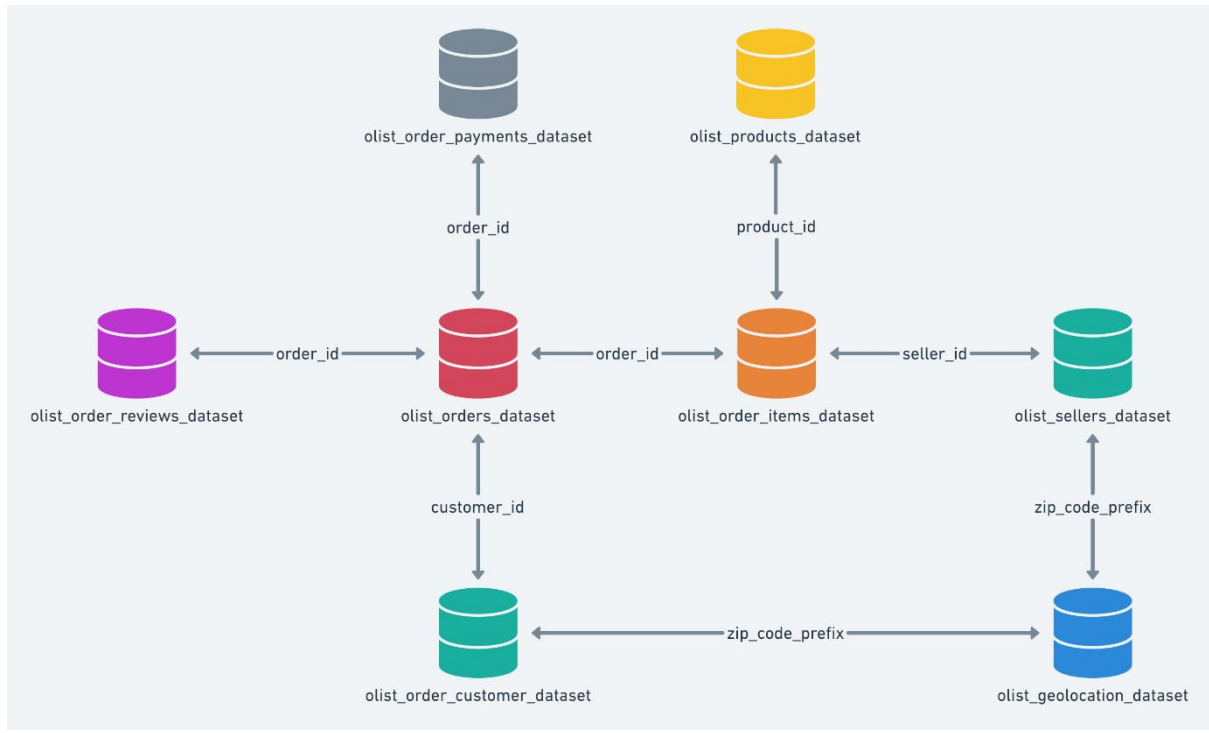 olist_order_payments_dataset
olist_products_dataset
order_id
product_id
order_id
order_id
seller_id
olist_order_reviews_dataset
olist_orders_dataset
olist_order_items_dataset
olist_sellers_dataset
customer_id
zip_code_prefix
zip_code_prefix
olist_order_customer_dataset
olist_geolocation_dataset